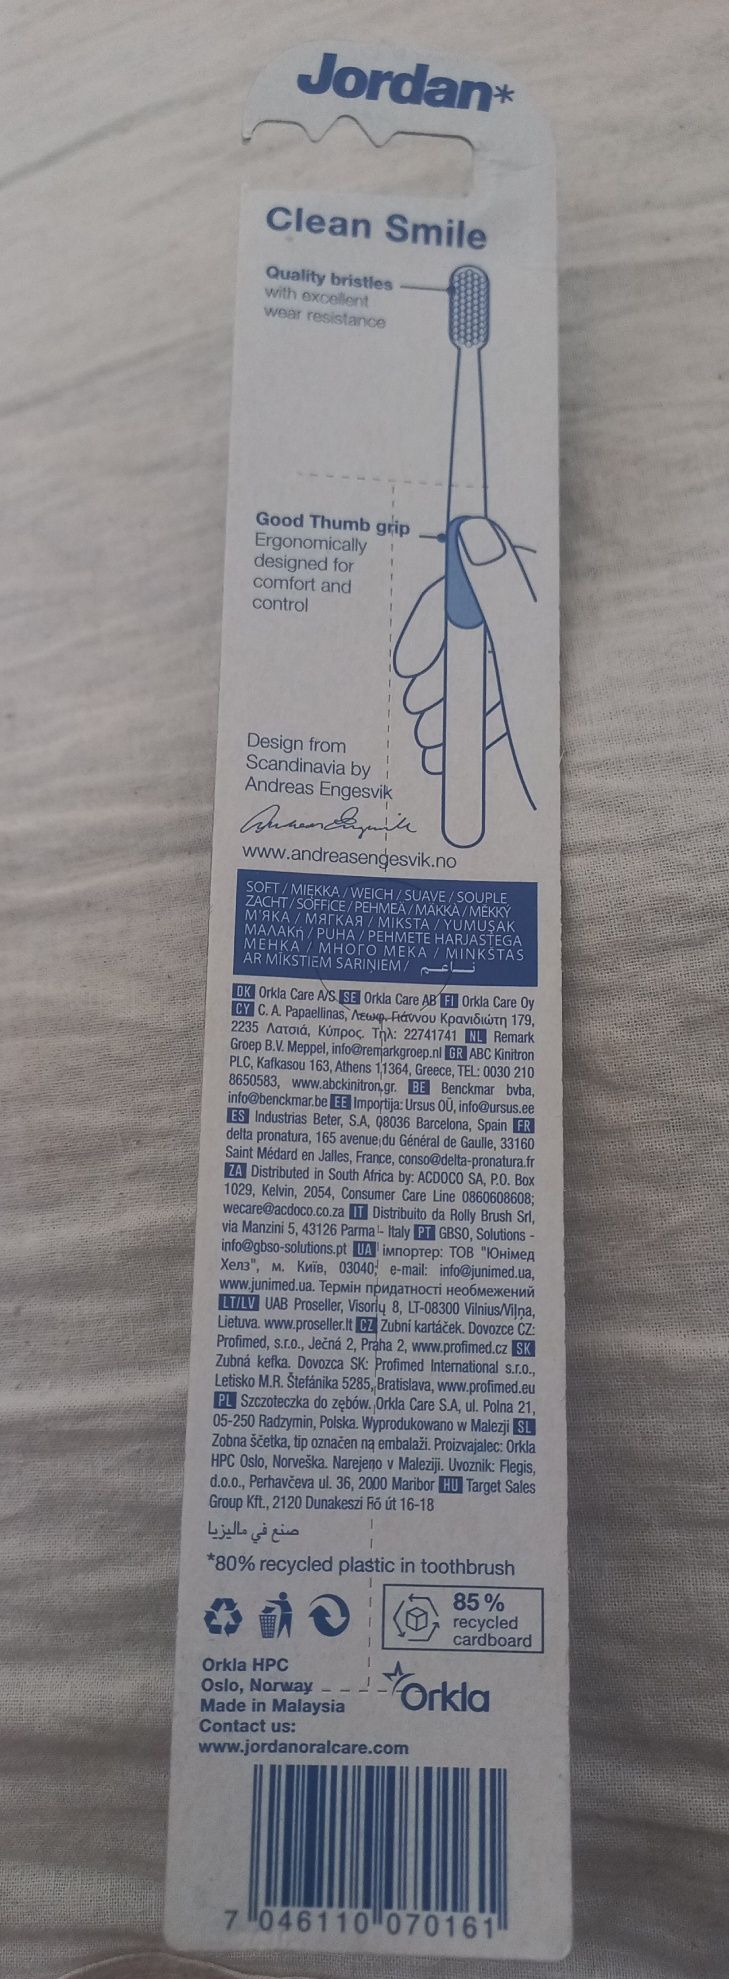 Jordan*
Clean Smile
Quality bristles
with excellent
wear resistance
Good Thumb grip
Ergonomically
designed for
comfort and
control
Design from
Scandinavia by
Andreas Engesvik
www.andreasengesvik.no
SOFT / MIEKKA / WEICH / SUAVE / SOUPLE
ZACHT / SOFFICE / PEHMEÄ / MAKKA / MĚKKÝ
М'ЯКА / МЯГКАЯ / MIKSTA / YUMUŞAK
ΜΑΛΑΚή / PUHA / PEHMETE HARJASTEGA
МЕНКА / МНОГО МЕКА / MINKŠTAS
AR MĪKSTIEM SARIŅIEM / ناعم
DK Orkla Care A/S SE Orkla Care AB FI Orkla Care Oy
CY C. A. Papaellinas, Λεωφ. Γιάννου Κρανιδιώτη 179,
2235 Λατσιά, Κύπρος. Τηλ: 22741741 NL Remark
Groep B.V. Meppel, info@remarkgroep.nl GR ABC Kinitron
PLC, Kafkasou 163, Athens 11364, Greece, TEL: 0030 210
8650583, www.abckinitron.gr. BE Benckmar bvba,
info@benckmar.be EE Importija: Ursus OÜ, info@ursus.ee
ES Industrias Beter, S.A, 08036 Barcelona, Spain FR
delta pronatura, 165 avenue du Général de Gaulle, 33160
Saint Médard en Jalles, France, conso@delta-pronatura.fr
ZA Distributed in South Africa by: ACDOCO SA, P.O. Box
1029, Kelvin, 2054, Consumer Care Line 0860608608;
wecare@acdoco.co.za IT Distribuito da Rolly Brush Srl,
via Manzini 5, 43126 Parma - Italy PT GBSO, Solutions -
info@gbso-solutions.pt UA імпортер: ТОВ "Юнімед
Хелз", м. Київ, 03040; e-mail: info@junimed.ua,
www.junimed.ua. Термін придатності необмежений
LT/LV UAB Proseller, Visorių 8, LT-08300 Vilnius/Viļņa,
Lietuva. www.proseller.lt CZ Zubní kartáček. Dovozce CZ:
Profimed, s.r.o., Ječná 2, Praha 2, www.profimed.cz SK
Zubná kefka. Dovozca SK: Profimed International s.r.o.,
Letisko M.R. Štefánika 5285, Bratislava, www.profimed.eu
PL Szczoteczka do zębów. Orkla Care S.A, ul. Polna 21,
05-250 Radzymin, Polska. Wyprodukowano w Malezji SL
Zobna ščetka, tip označen na embalaži. Proizvajalec: Orkla
HPC Oslo, Norveška. Narejeno v Maleziji. Uvoznik: Flegis,
d.o.o., Perhavčeva ul. 36, 2000 Maribor HU Target Sales
Group Kft., 2120 Dunakeszi Fő út 16-18
صنع في ماليزيا
*80% recycled plastic in toothbrush
85 %
recycled
cardboard
Orkla HPC
Oslo, Norway
Made in Malaysia
Contact us:
www.jordanoralcare.com
Orkla
7 046110 070161